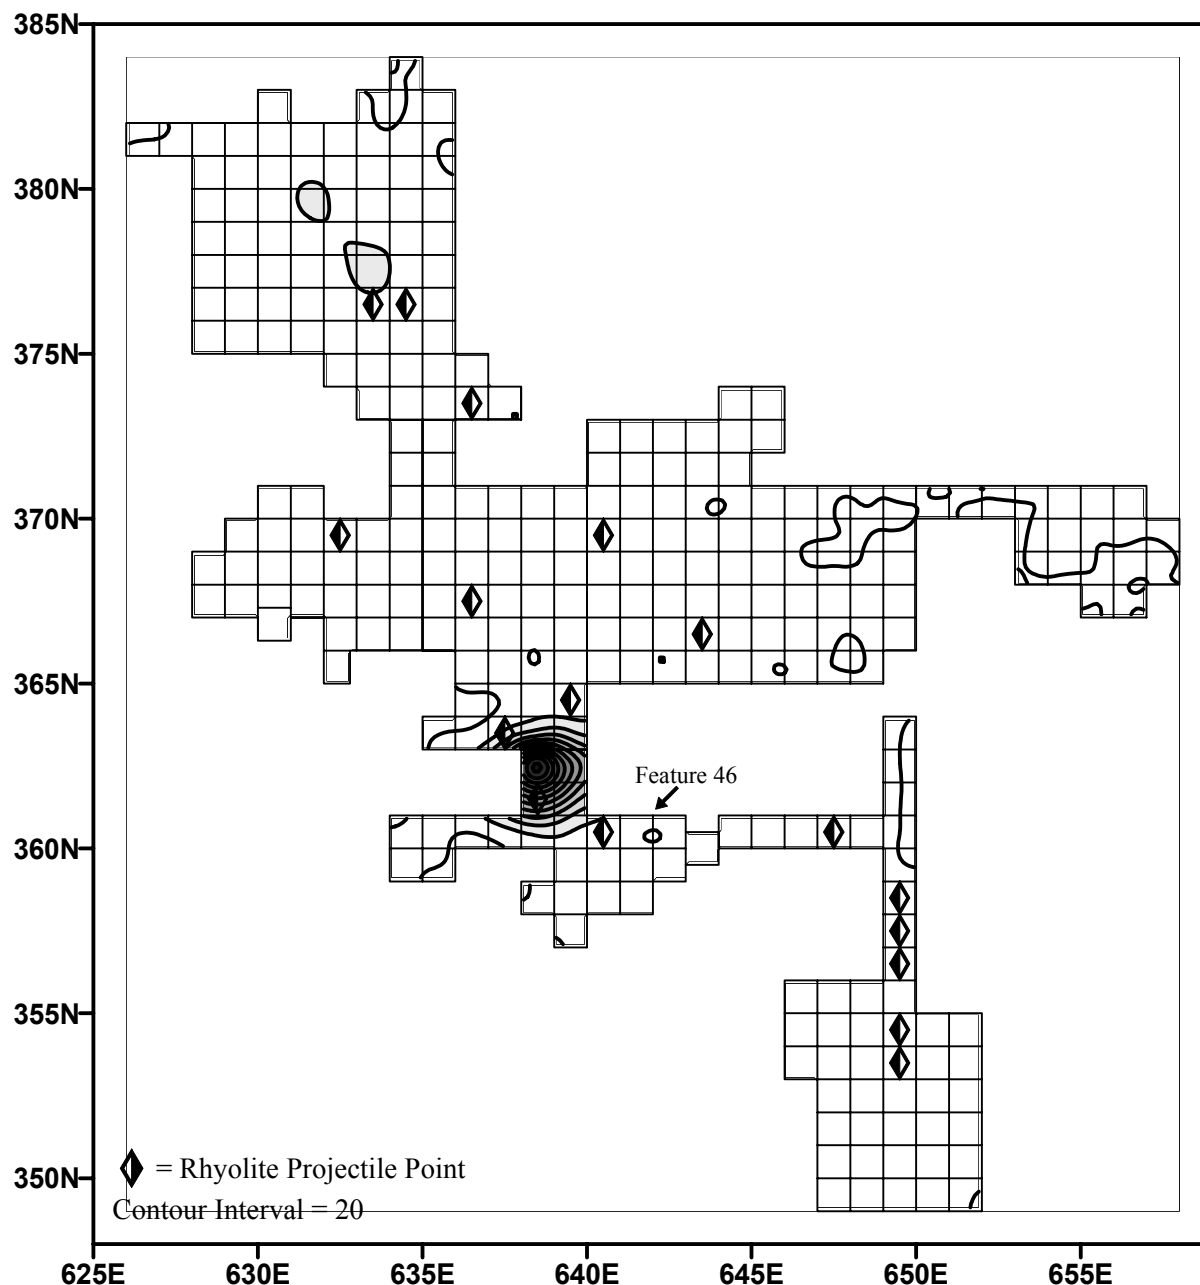 385N
380N
375N
370N
365N
Feature 46
360N
355N
350N
= Rhyolite Projectile Point
Contour Interval = 20
625E 630E 635E 640E 645E 650E 655E